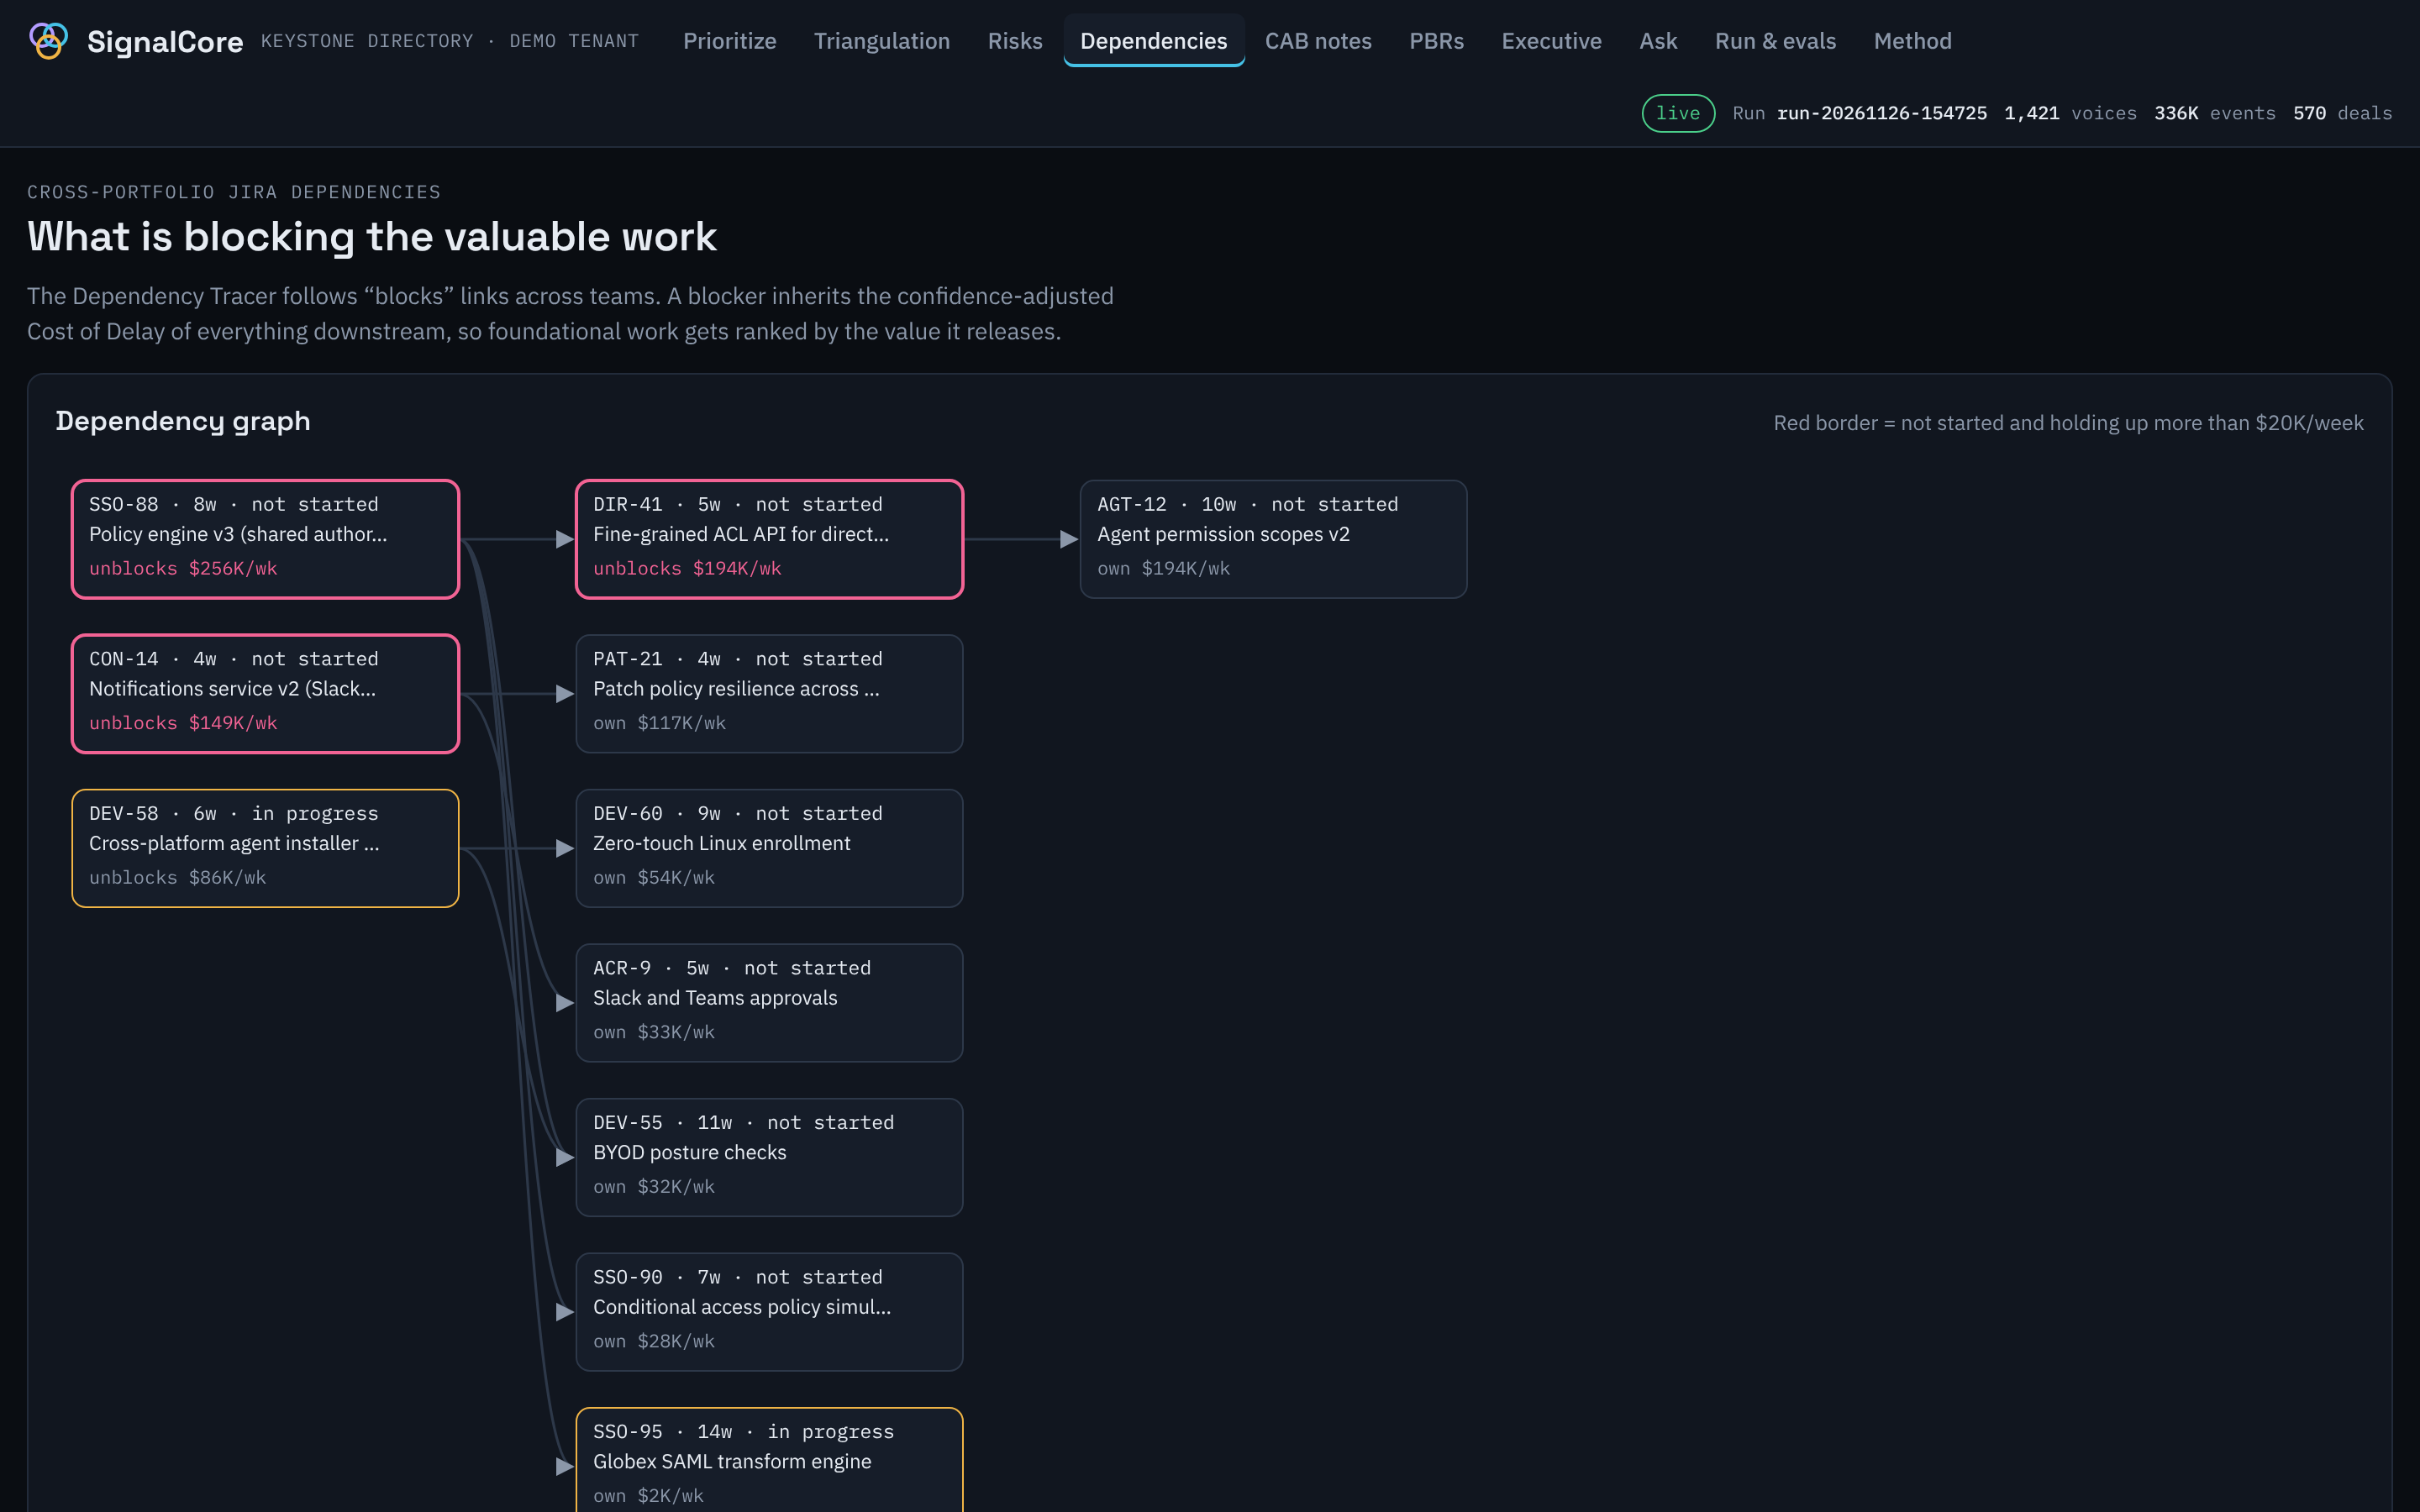 SignalCore KEYSTONE DIRECTORY · DEMO TENANT Prioritize Triangulation Risks Dependencies CAB notes PBRs Executive Ask Run & evals Method
live Run run-20261126-154725 1,421 voices 336K events 570 deals
CROSS-PORTFOLIO JIRA DEPENDENCIES
What is blocking the valuable work
The Dependency Tracer follows “blocks” links across teams. A blocker inherits the confidence-adjusted
Cost of Delay of everything downstream, so foundational work gets ranked by the value it releases.
Dependency graph
Red border = not started and holding up more than $20K/week
SSO-88 · 8w · not started
Policy engine v3 (shared author…
unblocks $256K/wk
DIR-41 · 5w · not started
Fine-grained ACL API for direct…
unblocks $194K/wk
AGT-12 · 10w · not started
Agent permission scopes v2
own $194K/wk
CON-14 · 4w · not started
Notifications service v2 (Slack…
unblocks $149K/wk
PAT-21 · 4w · not started
Patch policy resilience across …
own $117K/wk
DEV-58 · 6w · in progress
Cross-platform agent installer …
unblocks $86K/wk
DEV-60 · 9w · not started
Zero-touch Linux enrollment
own $54K/wk
ACR-9 · 5w · not started
Slack and Teams approvals
own $33K/wk
DEV-55 · 11w · not started
BYOD posture checks
own $32K/wk
SSO-90 · 7w · not started
Conditional access policy simul…
own $28K/wk
SSO-95 · 14w · in progress
Globex SAML transform engine
own $2K/wk